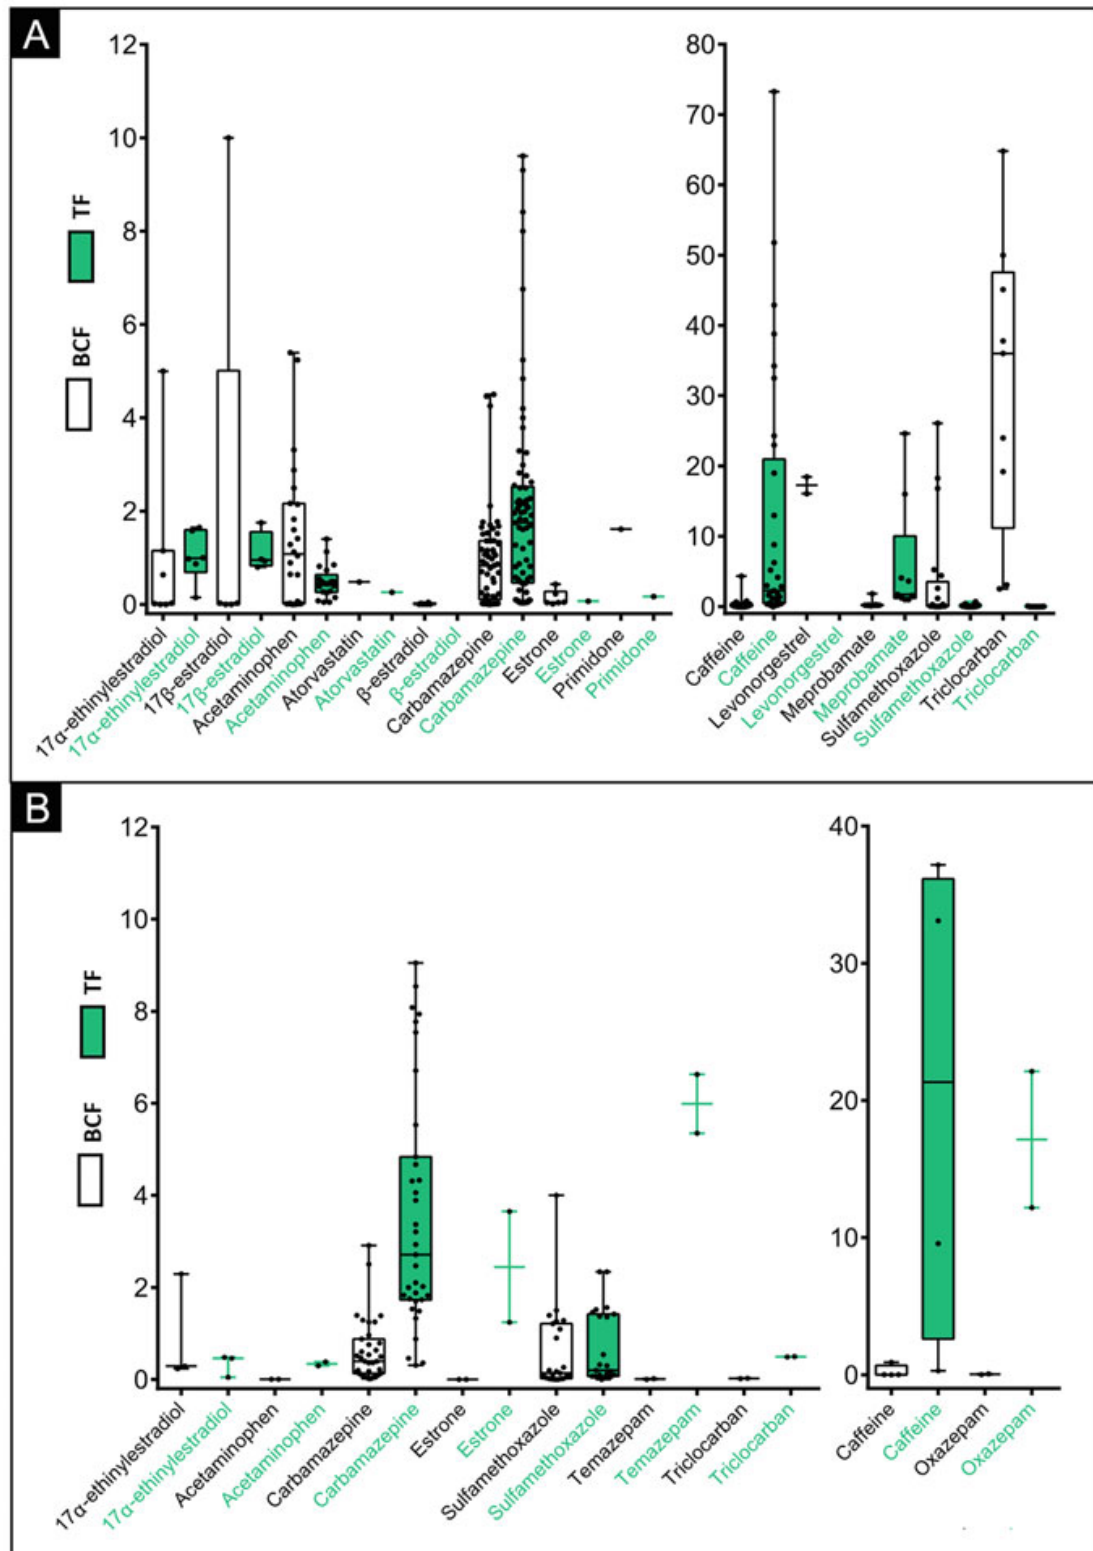 A
TF
BCF
12
10
8
6
4
2
0
17α-ethinylestradiol
17α-ethinylestradiol
17β-estradiol
17β-estradiol
Acetaminophen
Acetaminophen
Atorvastatin
Atorvastatin
β-estradiol
β-estradiol
Carbamazepine
Carbamazepine
Estrone
Estrone
Primidone
Primidone
80
70
60
50
40
30
20
10
0
Caffeine
Caffeine
Levonorgestrel
Levonorgestrel
Meprobamate
Meprobamate
Sulfamethoxazole
Sulfamethoxazole
Triclocarban
Triclocarban
B
TF
BCF
12
10
8
6
4
2
0
17α-ethinylestradiol
17α-ethinylestradiol
Acetaminophen
Acetaminophen
Carbamazepine
Carbamazepine
Estrone
Estrone
Sulfamethoxazole
Sulfamethoxazole
Temazepam
Temazepam
Triclocarban
Triclocarban
40
30
20
10
0
Caffeine
Caffeine
Oxazepam
Oxazepam